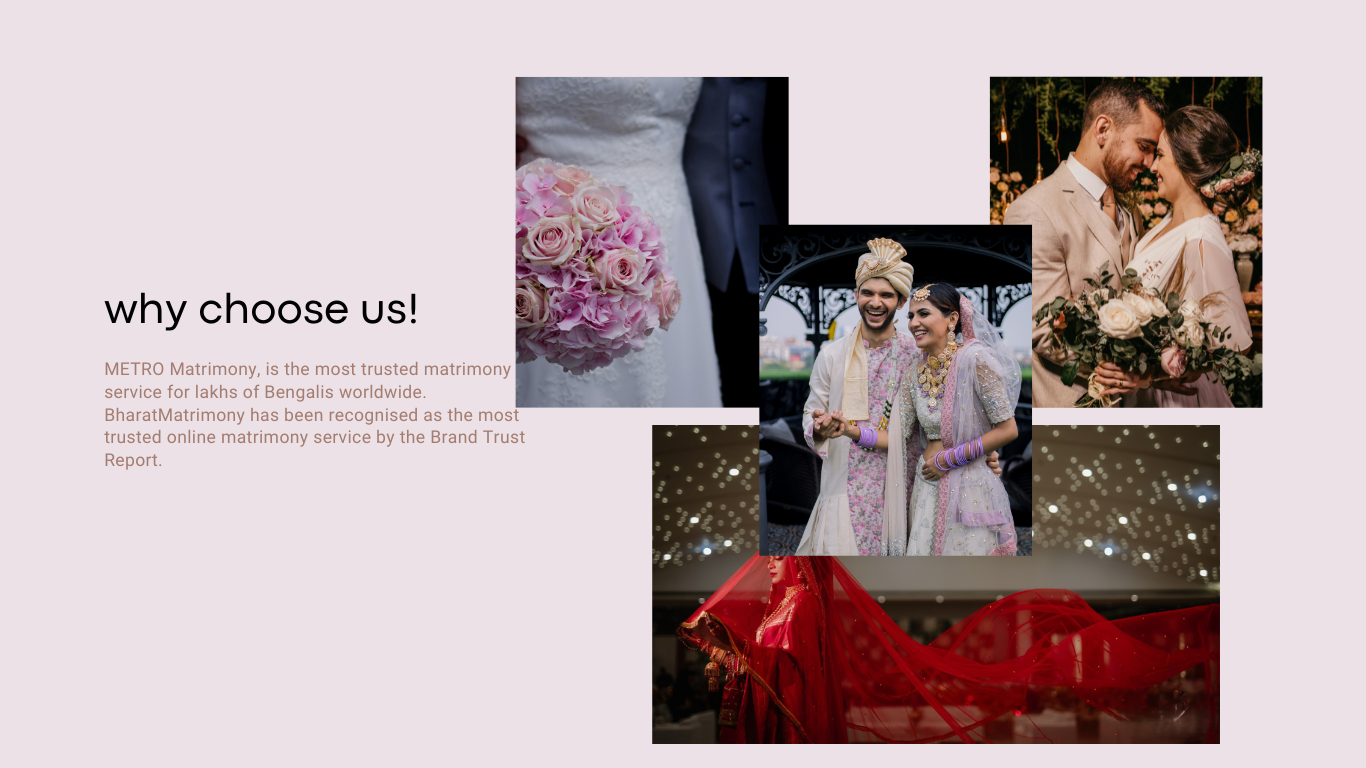 why choose us!
METRO Matrimony, is the most trusted matrimony
service for lakhs of Bengalis worldwide.
BharatMatrimony has been recognised as the most
trusted online matrimony service by the Brand Trust
Report.